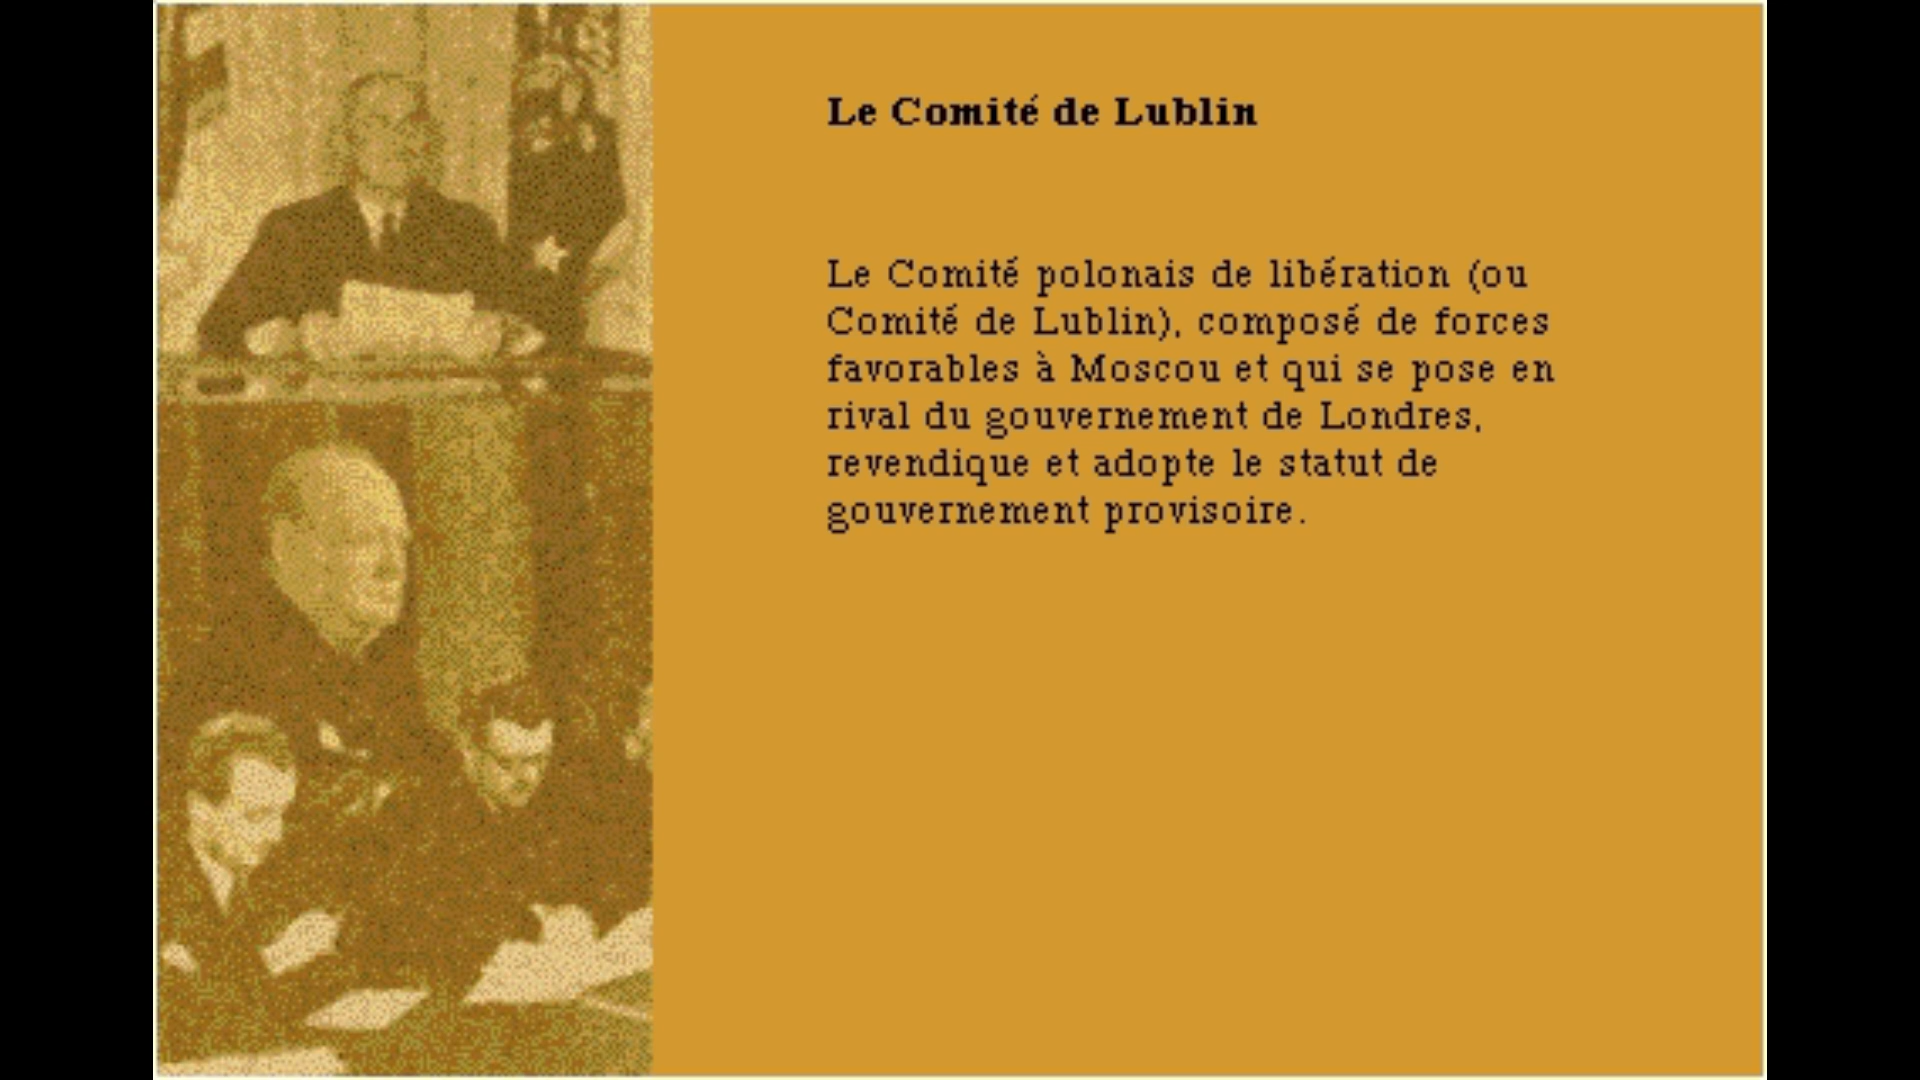 Le Comité de Lublin
Le Comité polonais de libération (ou
Comité de Lublin), composé de forces
favorables à Moscou et qui se pose en
rival du gouvernement de Londres,
revendique et adopte le statut de
gouvernement provisoire.